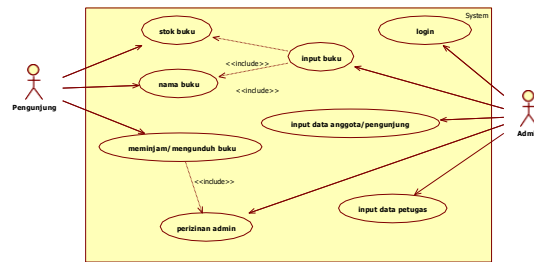 System
stok buku
login
<<include>>
input buku
nama buku
<<include>>
Pengunjung
input data anggota/pengunjung
Admi
meminjam/mengunduh buku
<<include>>
input data petugas
perizinan admin